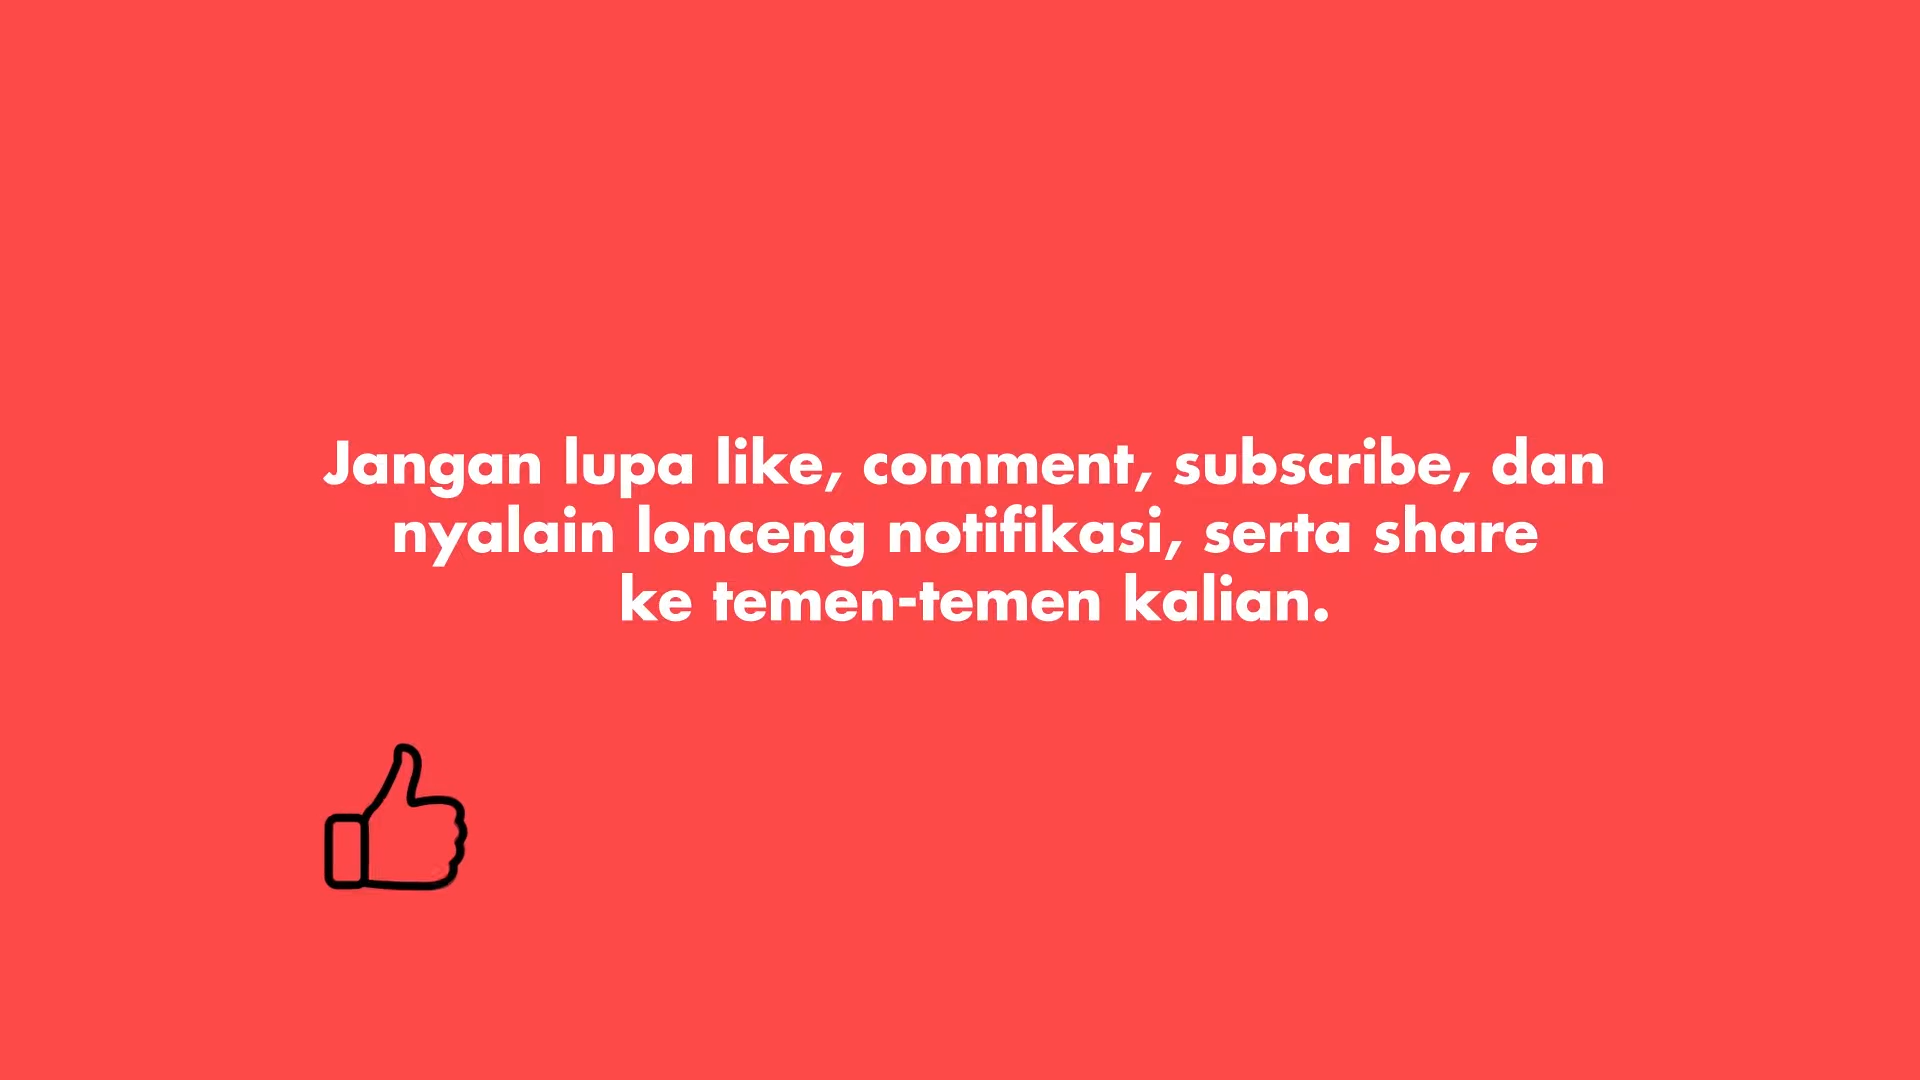 Jangan lupa like, comment, subscribe, dan
nyalain lonceng notifikasi, serta share
ke temen-temen kalian.